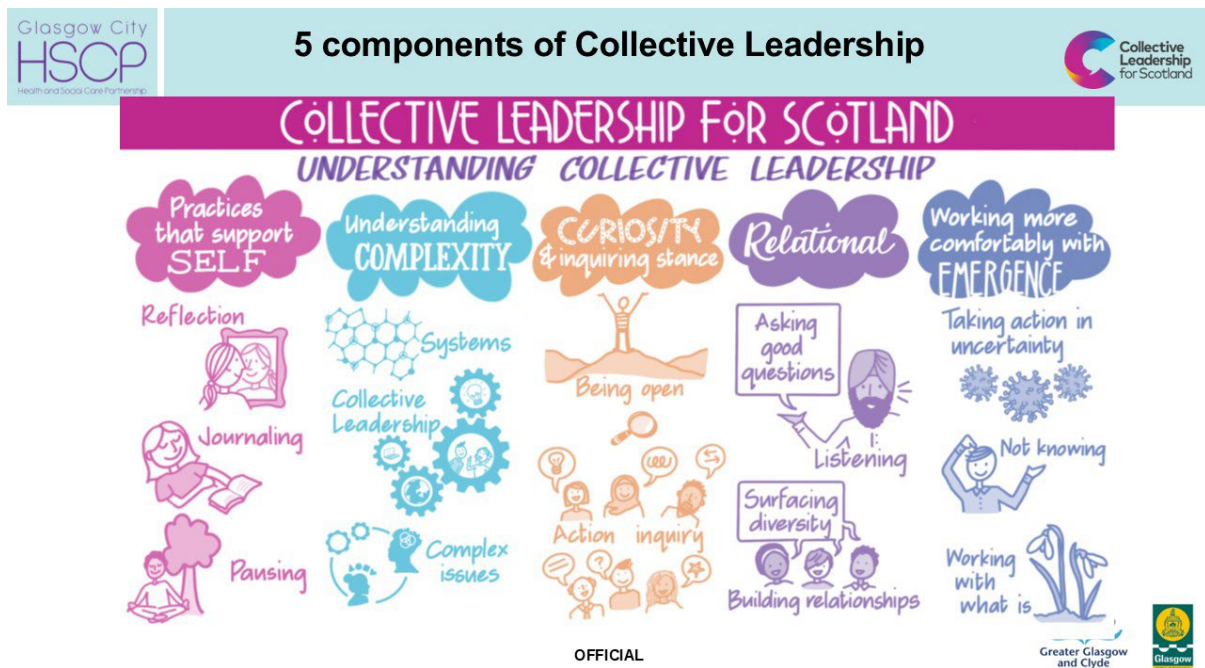 Glasgow City
HSCP
Health and Social Care Partnership
5 components of Collective Leadership
Collective
Leadership
for Scotland
COLLECTIVE LEADERSHIP FOR SCOTLAND
UNDERSTANDING COLLECTIVE LEADERSHIP
Practices
that support
SELF
Reflection
Journaling
Pausing
Understanding
COMPLEXITY
Systems
Collective
Leadership
Complex
issues
CURIOSITY
& inquiring stance
Being open
Action inquiry
Relational
Asking
good
questions
Listening
Surfacing
diversity
Building relationships
Working more
comfortably with
EMERGENCE
Taking action in
uncertainty
Not knowing
Working
with
what is
OFFICIAL
Greater Glasgow
and Clyde
Glasgow